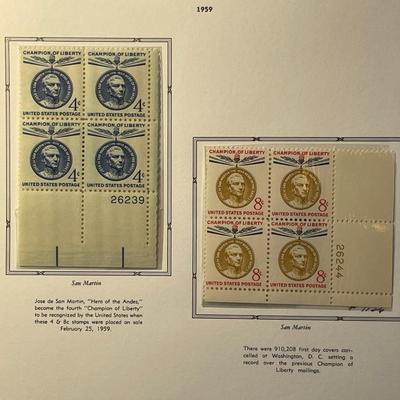 1959
CHAMPION OF LIBERTY CHAMPION OF LIBERTY
4¢ 4¢
UNITED STATES POSTAGE UNITED STATES POSTAGE
CHAMPION OF LIBERTY CHAMPION OF LIBERTY
4¢ 4¢
UNITED STATES POSTAGE UNITED STATES POSTAGE
26239
San Martin
Jose de San Martin, "Hero of the Andes,"
became the fourth "Champion of Liberty"
to be recognized by the United States when
these 4 & 8c stamps were placed on sale
February 25, 1959.
CHAMPION OF LIBERTY CHAMPION OF LIBERTY
8¢ 8¢
UNITED STATES POSTAGE UNITED STATES POSTAGE
CHAMPION OF LIBERTY CHAMPION OF LIBERTY
8¢ 8¢
UNITED STATES POSTAGE UNITED STATES POSTAGE
26244
San Martin
There were 910,208 first day covers can-
celled at Washington, D. C. setting a
record over the previous Champion of
Liberty mailings.